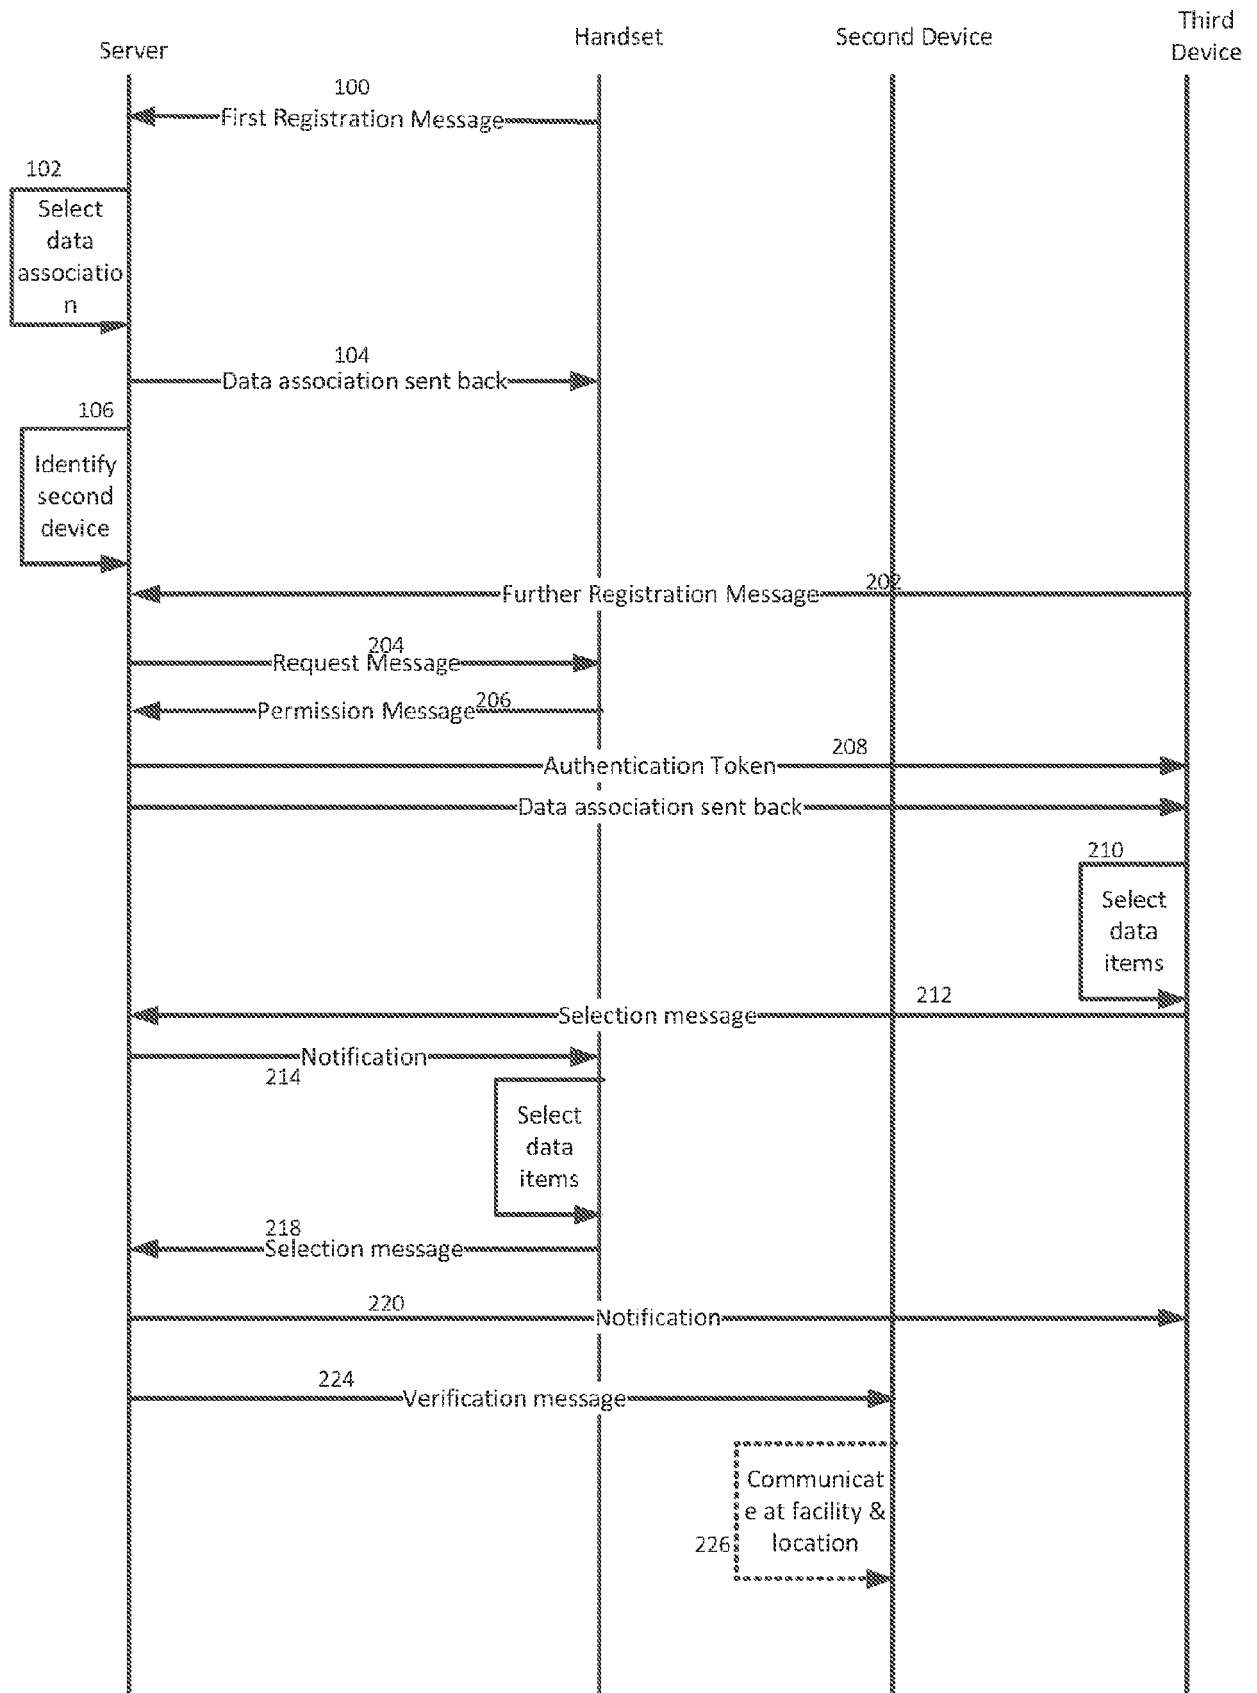 Server
Handset
Second Device
Third
Device
100
First Registration Message
102
Select
data
associatio
n
104
Data association sent back
106
Identify
second
device
202
Further Registration Message
204
Request Message
206
Permission Message
208
Authentication Token
Data association sent back
210
Select
data
items
212
Selection message
Notification
214
Select
data
items
218
Selection message
220
Notification
224
Verification message
Communicat
e at facility &
location
226